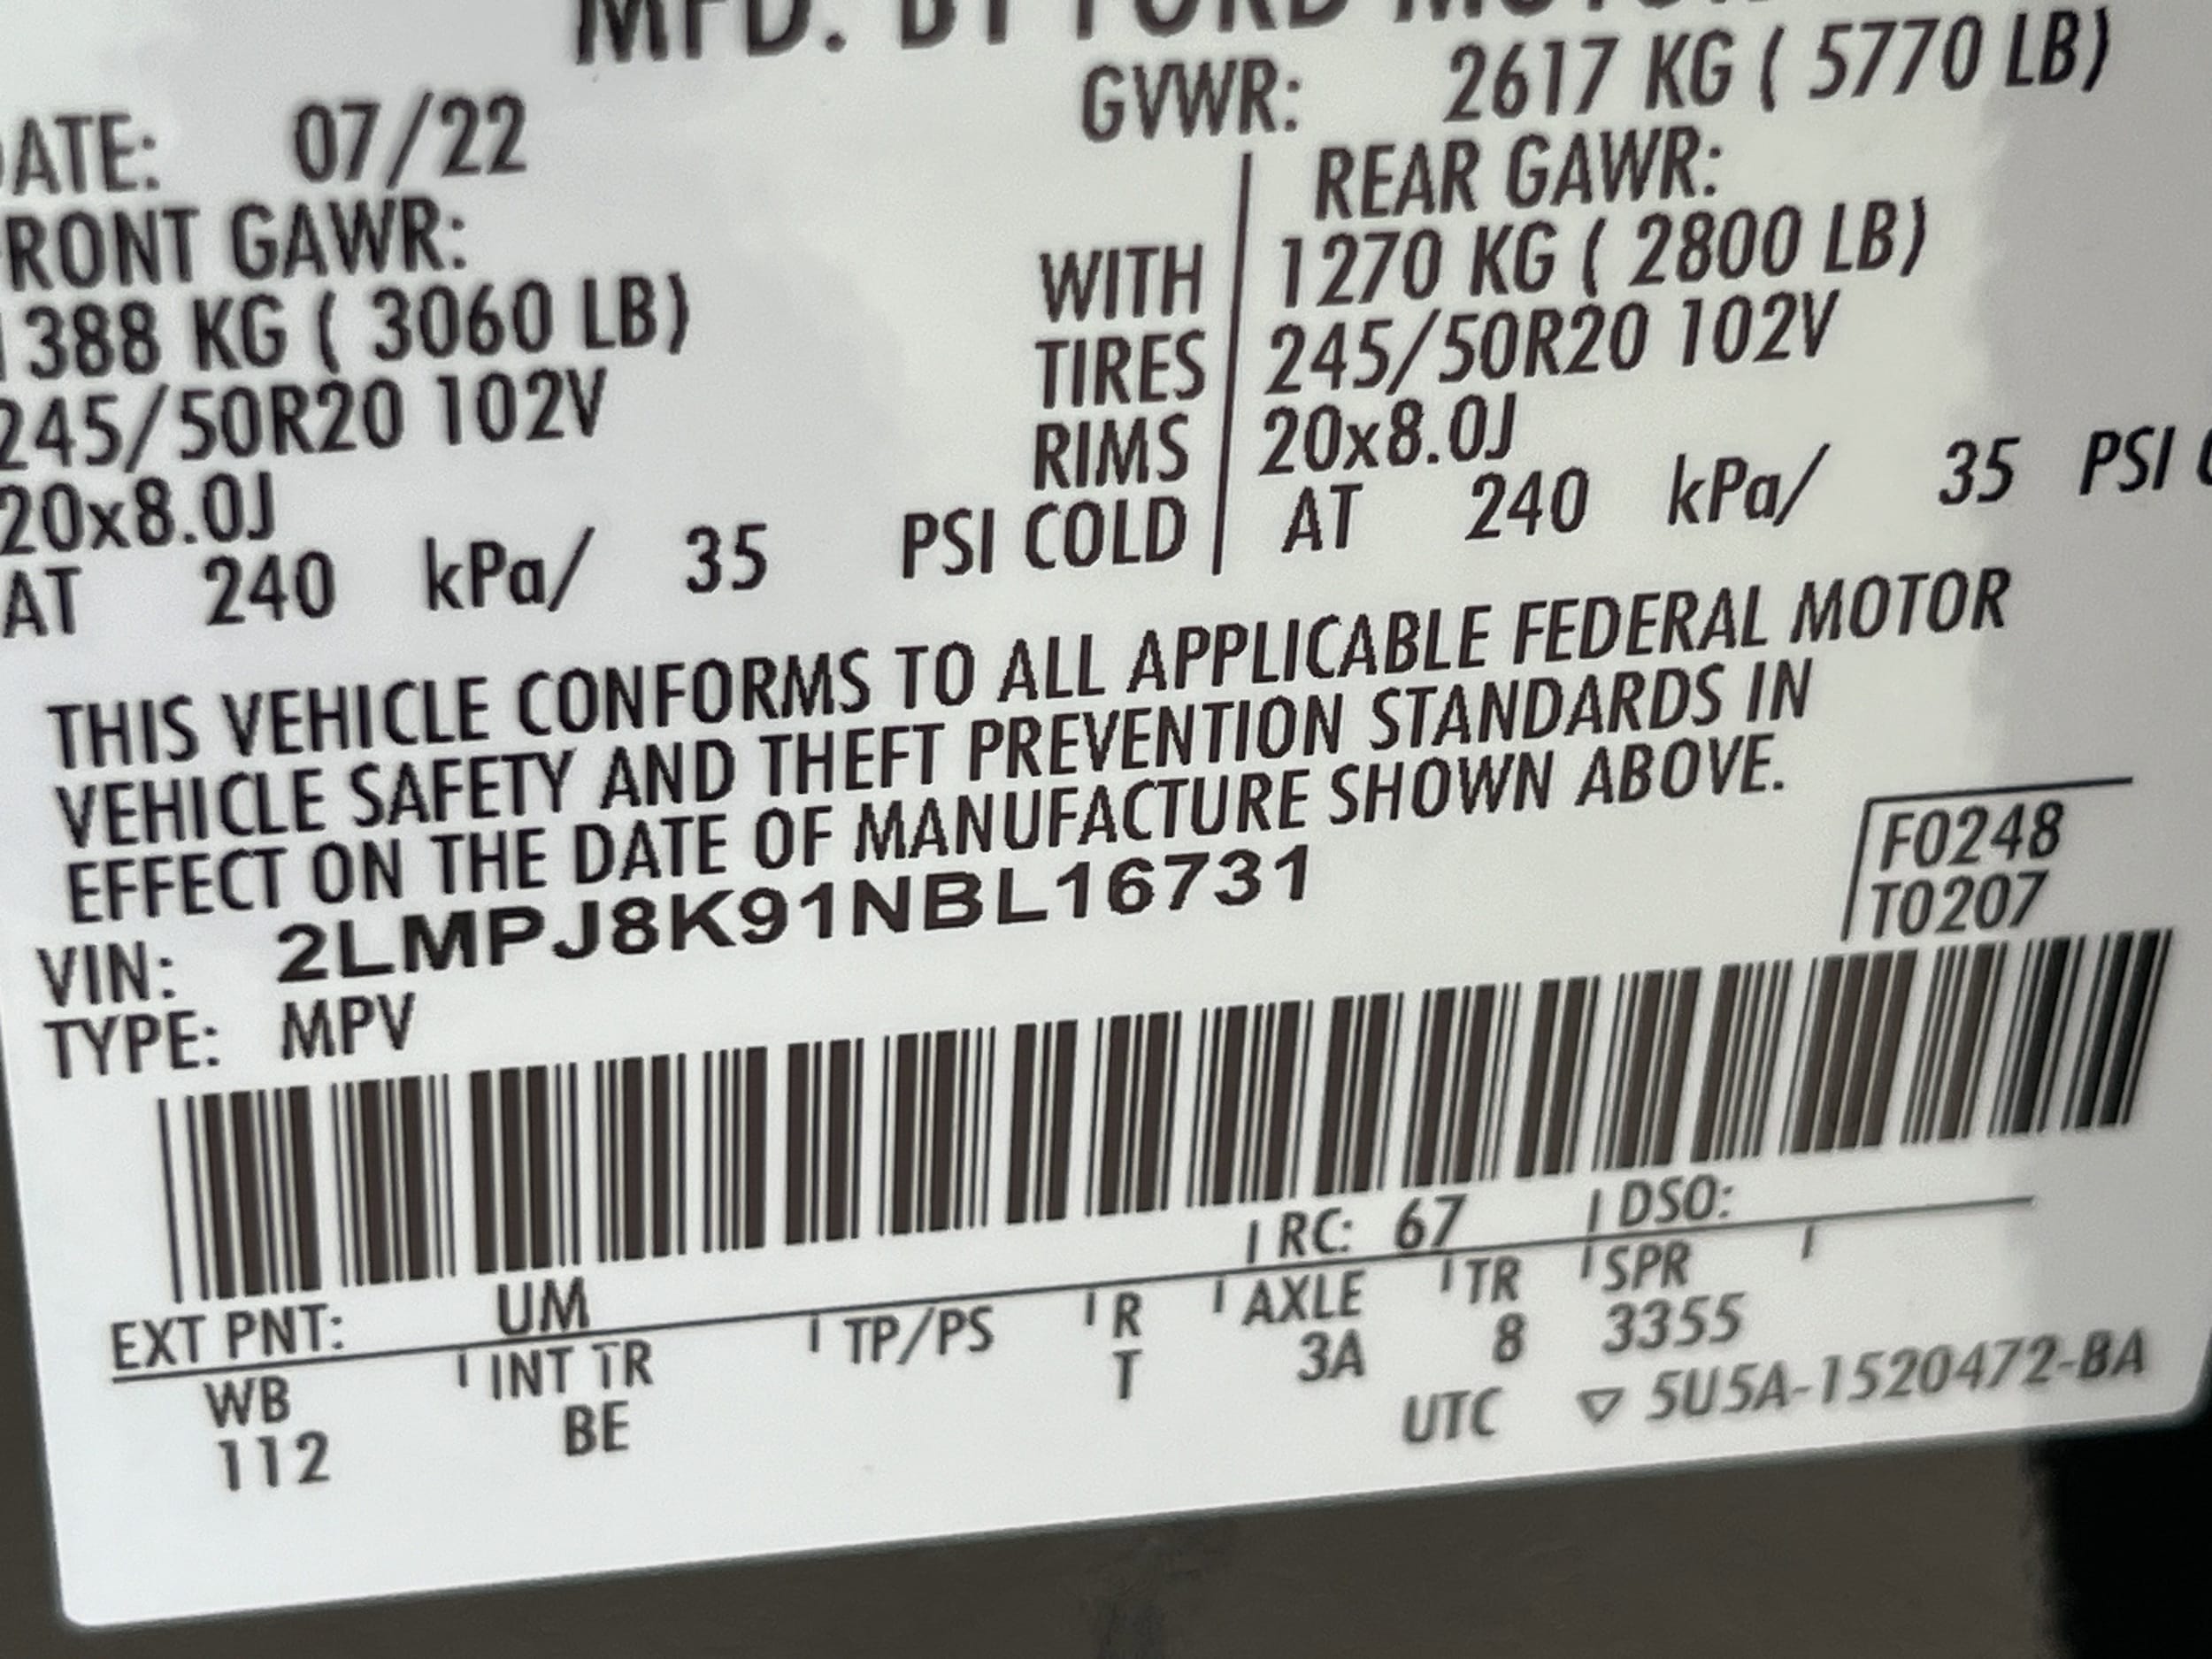 MFD. BY FORD MOTOR
DATE: 07/22 GVWR: 2617 KG ( 5770 LB)
FRONT GAWR: REAR GAWR:
1388 KG ( 3060 LB) WITH 1270 KG ( 2800 LB)
245/50R20 102V TIRES 245/50R20 102V
20x8.0J RIMS 20x8.0J
AT 240 kPa/ 35 PSI COLD AT 240 kPa/ 35 PSI
THIS VEHICLE CONFORMS TO ALL APPLICABLE FEDERAL MOTOR
VEHICLE SAFETY AND THEFT PREVENTION STANDARDS IN
EFFECT ON THE DATE OF MANUFACTURE SHOWN ABOVE.
F0248
VIN: 2LMPJ8K91NBL16731
T0207
TYPE: MPV
EXT PNT: UM RC: 67 DSO:
WB INT TR TP/PS R AXLE TR SPR
112 BE T 3A 8 3355
UTC ▽ 5U5A-1520472-BA